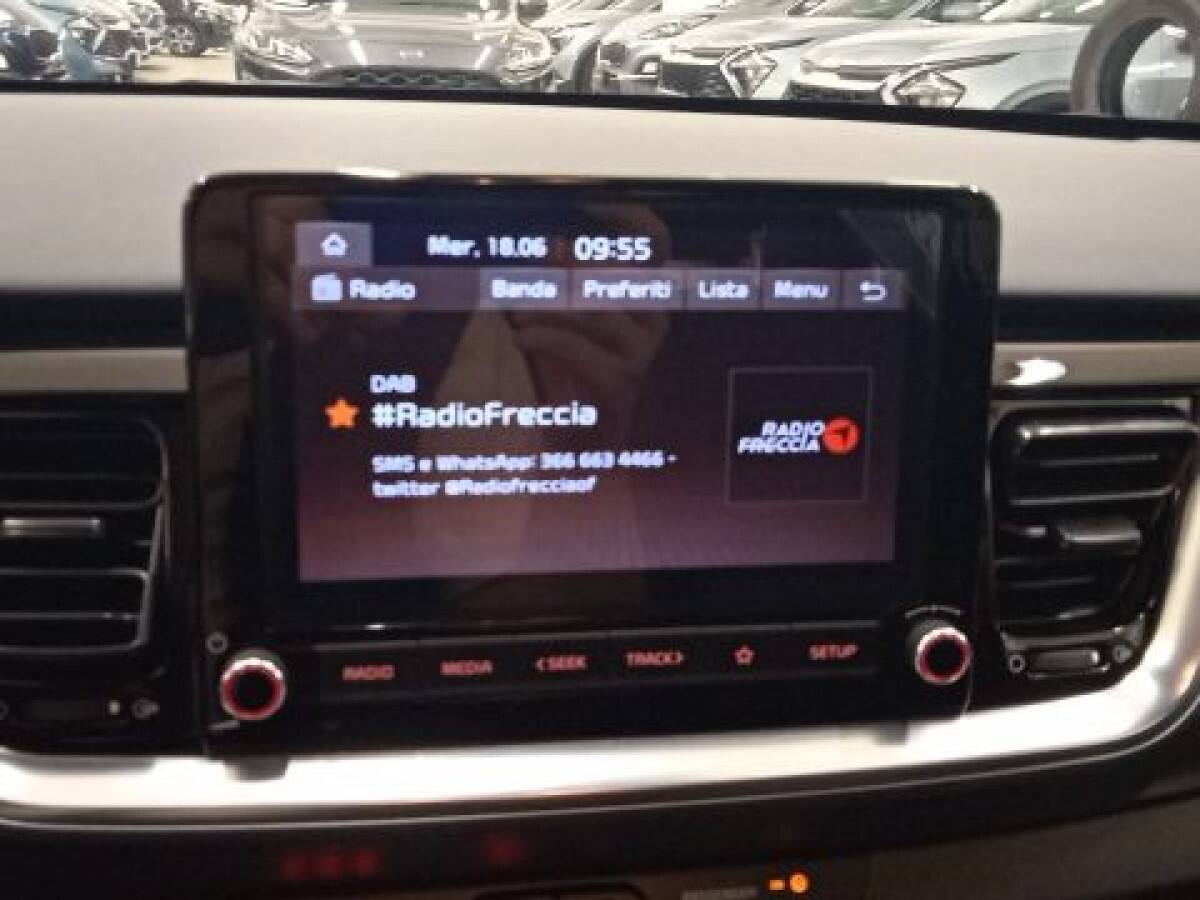 Mer. 18.06 09:55
Radio Banda Preferiti Lista Menu
DAB
#RadioFreccia
SMS e WhatsApp: 366 663 4466 -
twitter @Radiofrecciaof
RADIO
FRECCIA
RADIO MEDIA <SEEK TRACK> SETUP